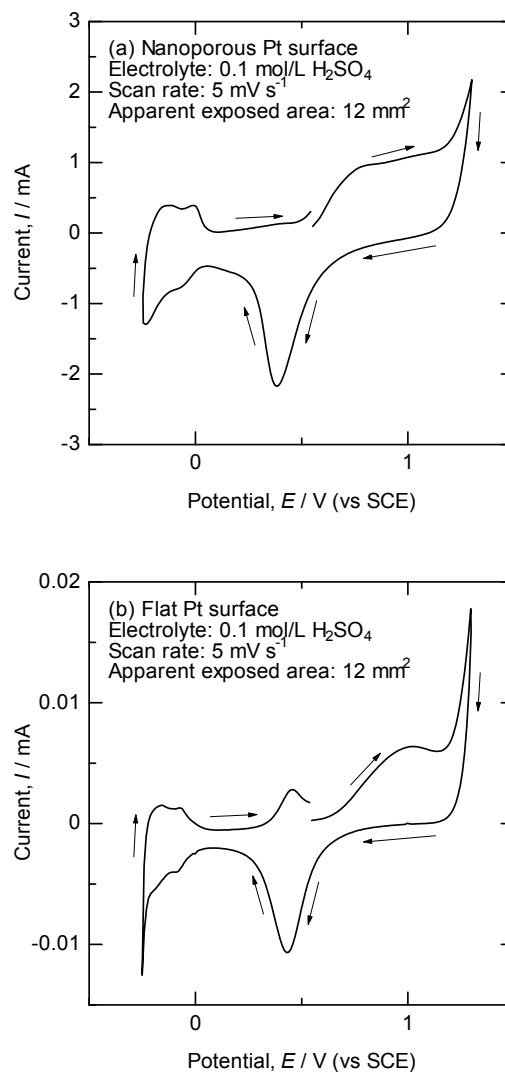 (a) Nanoporous Pt surface
Electrolyte: 0.1 mol/L H₂SO₄
Scan rate: 5 mV s⁻¹
Apparent exposed area: 12 mm²
3
2
1
0
-1
-2
-3
Current, I / mA
0
1
Potential, E / V (vs SCE)
(b) Flat Pt surface
Electrolyte: 0.1 mol/L H₂SO₄
Scan rate: 5 mV s⁻¹
Apparent exposed area: 12 mm²
0.02
0.01
0
-0.01
Current, I / mA
0
1
Potential, E / V (vs SCE)